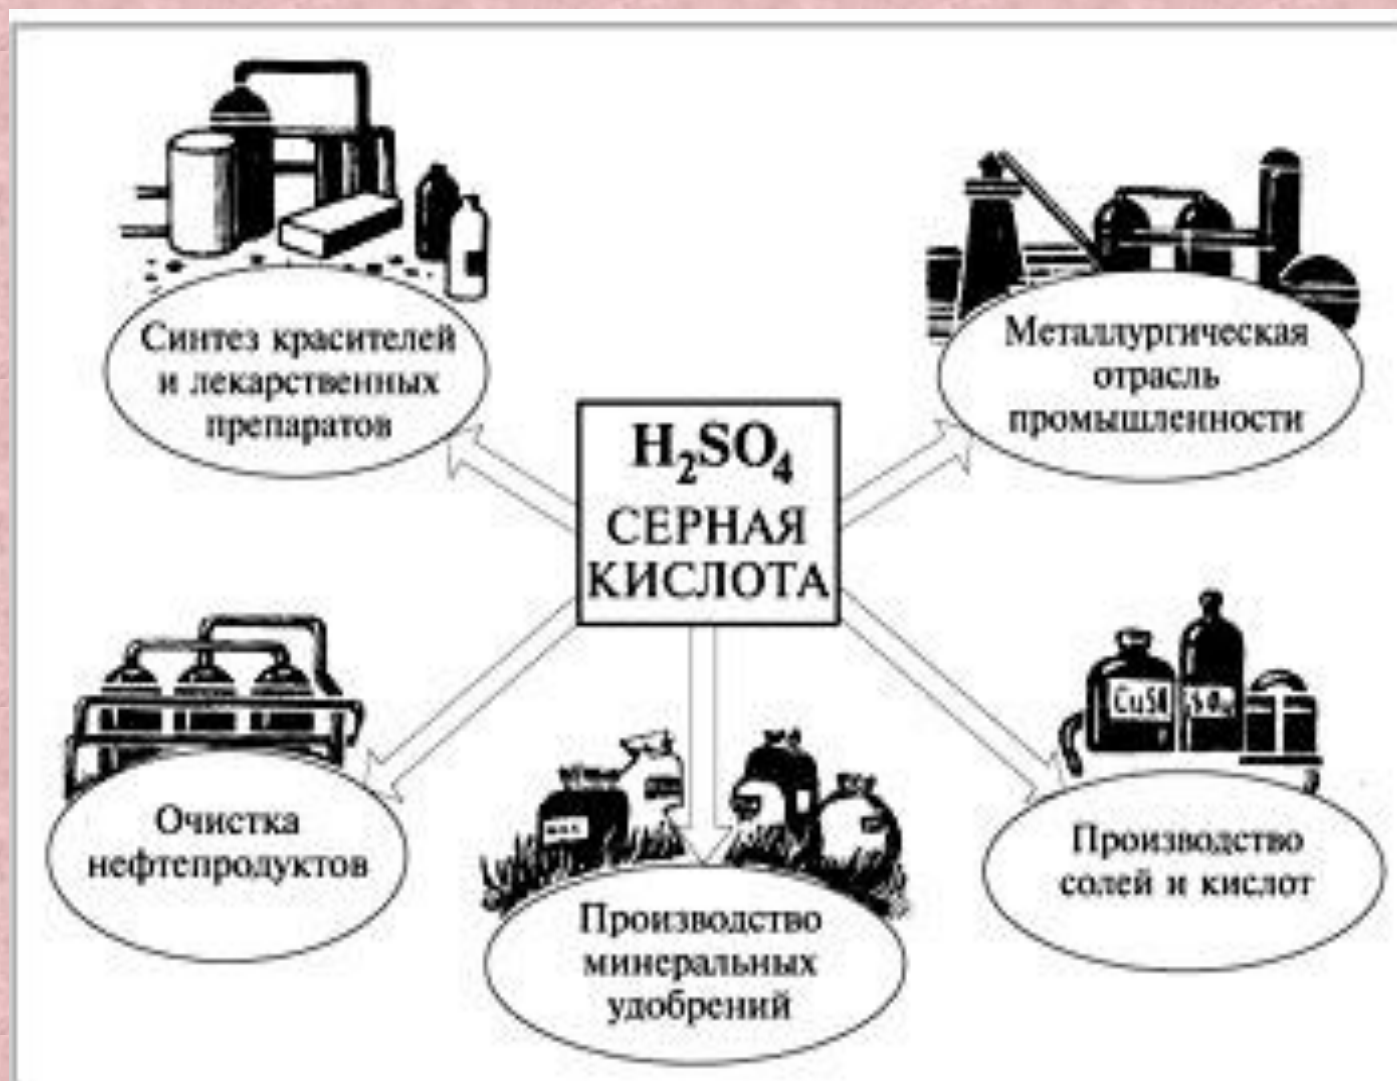 Синтез красителей
и лекарственных
препаратов
Металлургическая
отрасль
промышленности
H₂SO₄
СЕРНАЯ
КИСЛОТА
Очистка
нефтепродуктов
Производство
минеральных
удобрений
Производство
солей и кислот